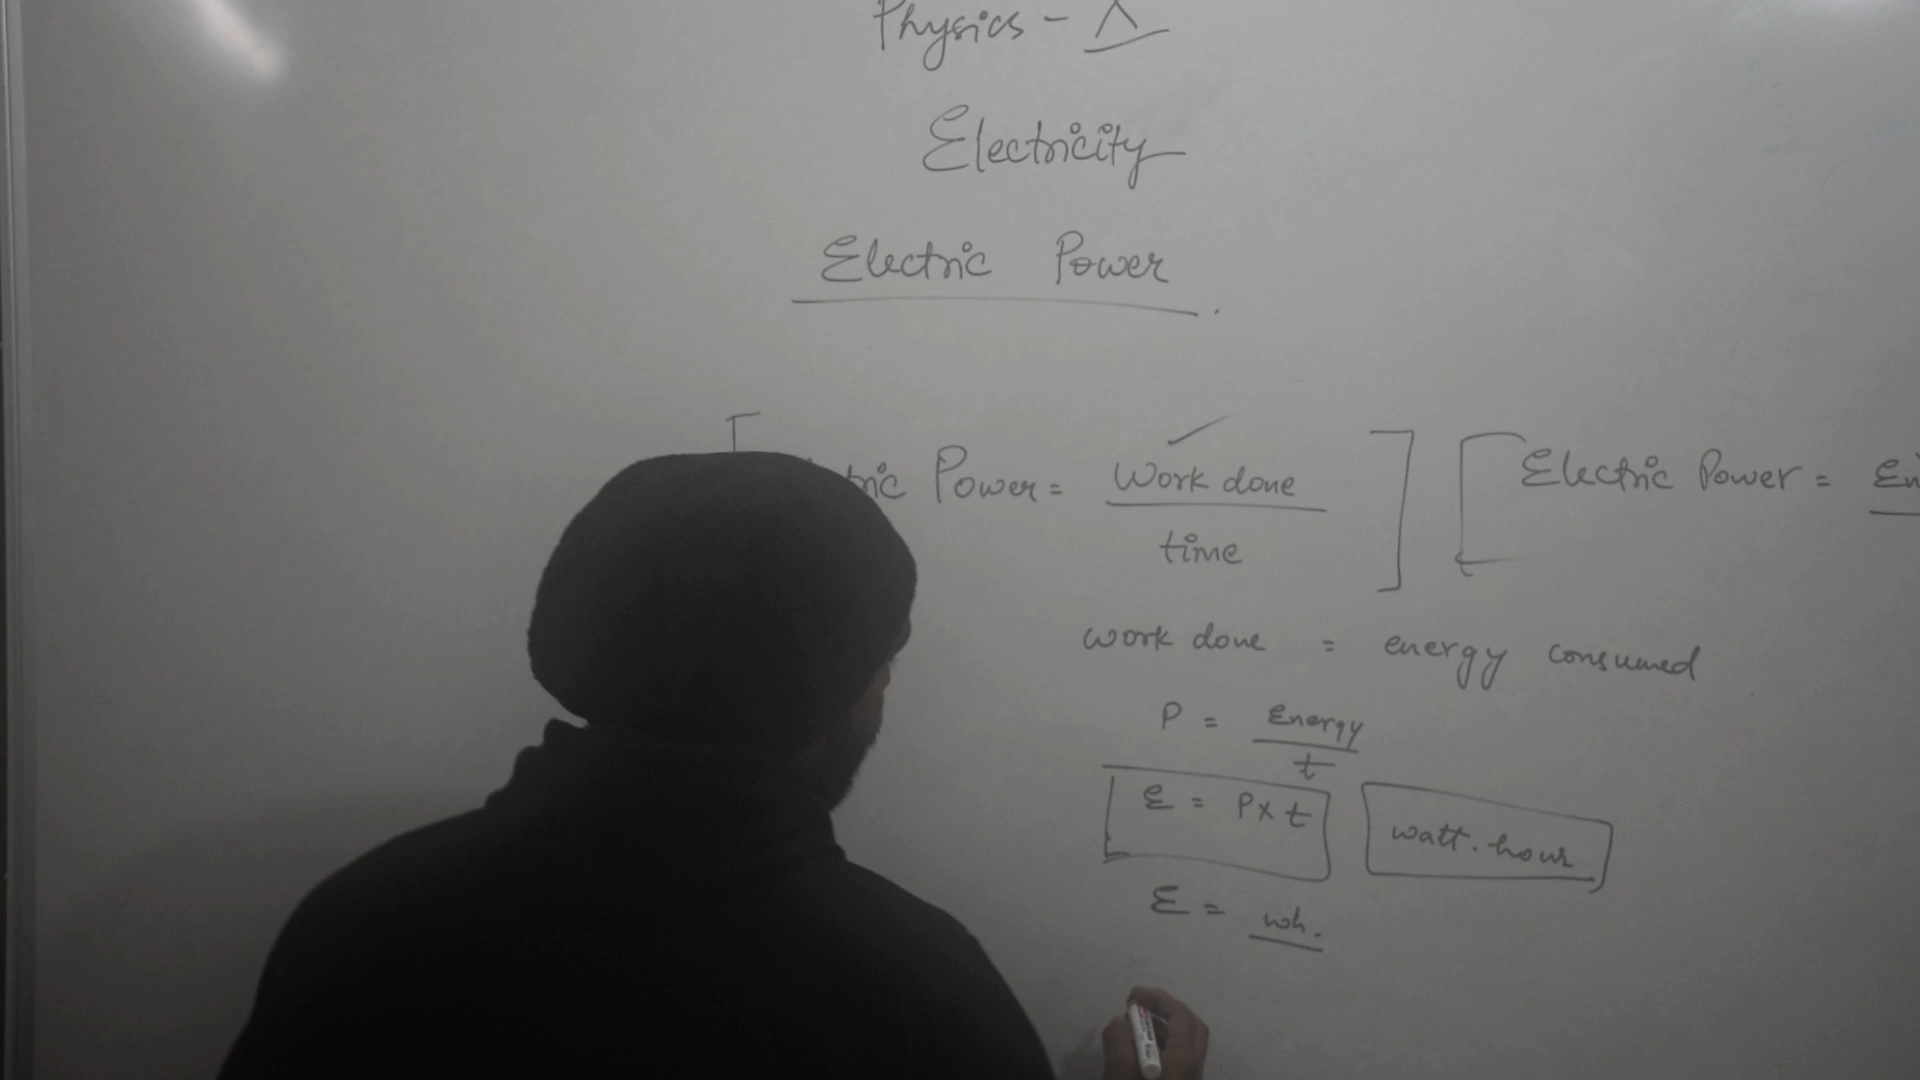 Physics -
Electricity
Electric Power
Power = Work done / time
Electric Power =
work done = energy consumed
P = Energy / t
E = P x t
watt. hour
E = wh.